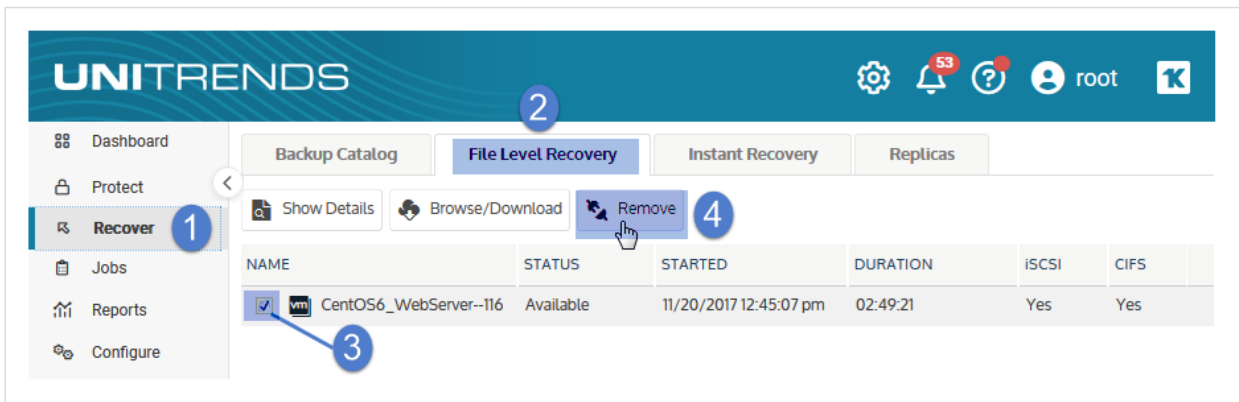 UNITRENDS
53
root
2
Dashboard
Backup Catalog File Level Recovery Instant Recovery Replicas
Protect
Show Details Browse/Download Remove 4
Recover 1
Jobs
NAME STATUS STARTED DURATION iSCSI CIFS
Reports
vm CentOS6_WebServer--116 Available 11/20/2017 12:45:07 pm 02:49:21 Yes Yes
Configure
3